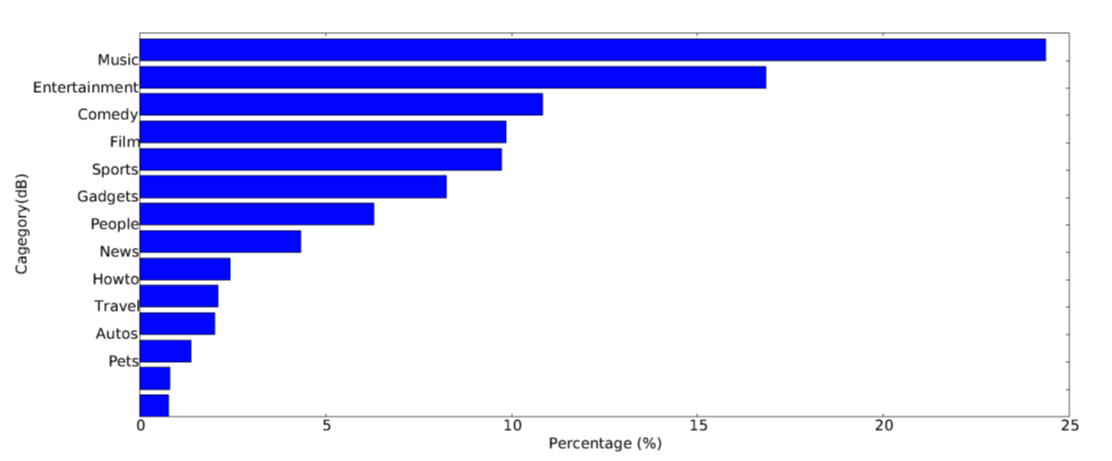 Music
Entertainment
Comedy
Film
Sports
Gadgets
People
News
Howto
Travel
Autos
Pets
Cagegory(dB)
0 5 10 15 20 25
Percentage (%)